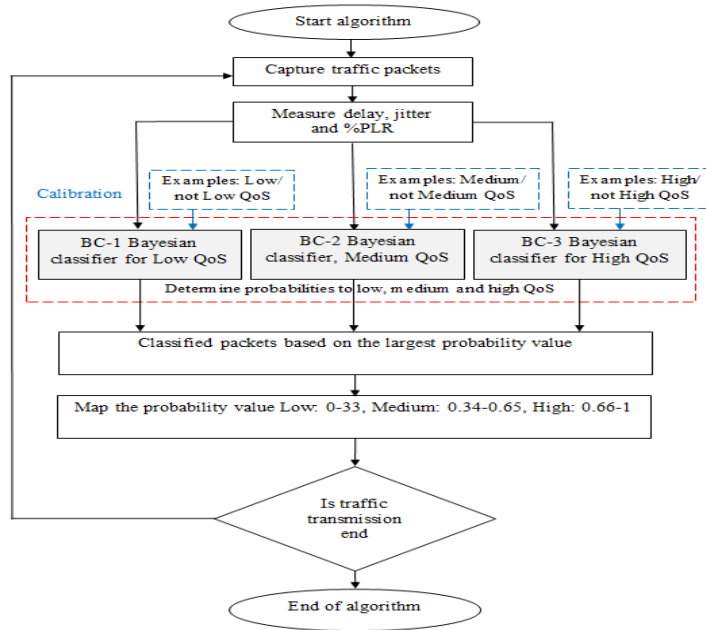 Start algorithm
Capture traffic packets
Measure delay, jitter
and %PLR
Calibration
Examples: Low/
not Low QoS
Examples: Medium/
not Medium QoS
Examples: High/
not High QoS
BC-1 Bayesian
classifier for Low QoS
BC-2 Bayesian
classifier, Medium QoS
BC-3 Bayesian
classifier for High QoS
Determine probabilities to low, medium and high QoS
Classified packets based on the largest probability value
Map the probability value Low: 0-33, Medium: 0.34-0.65, High: 0.66-1
Is traffic
transmission
end
End of algorithm